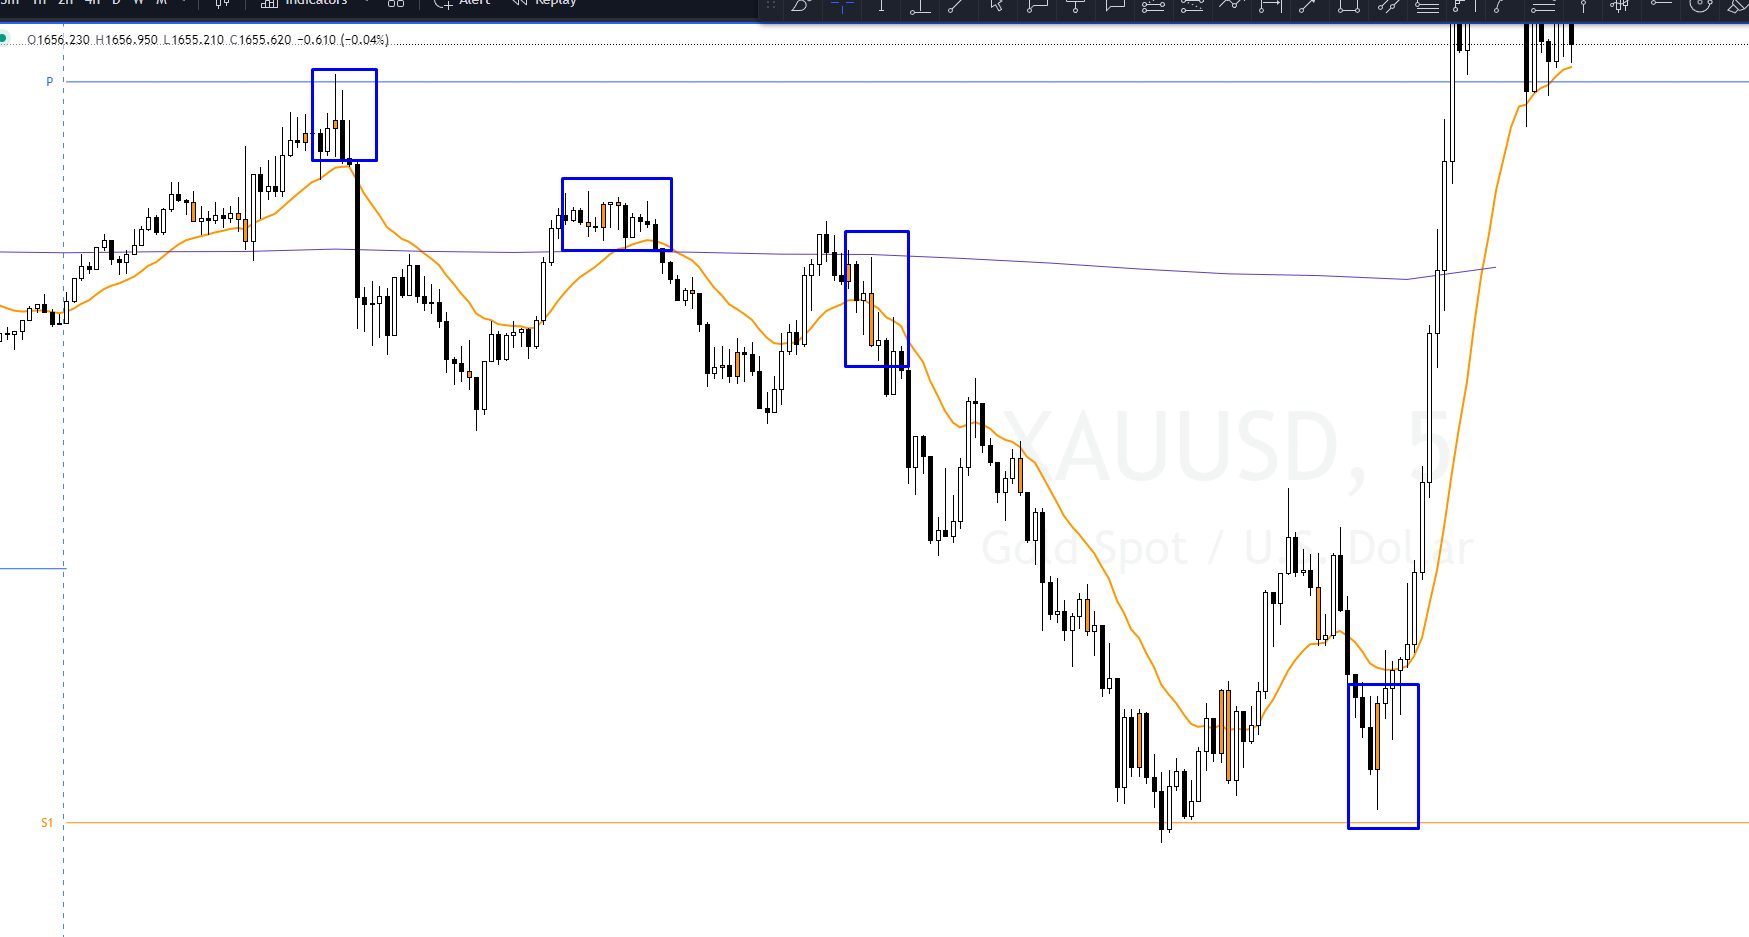 5m 1h 2h 4h D W M Indicators Alert Replay
O1656.230 H1656.950 L1655.210 C1655.620 −0.610 (−0.04%)
P
XAUUSD, 5
Gold Spot / U.S. Dollar
S1